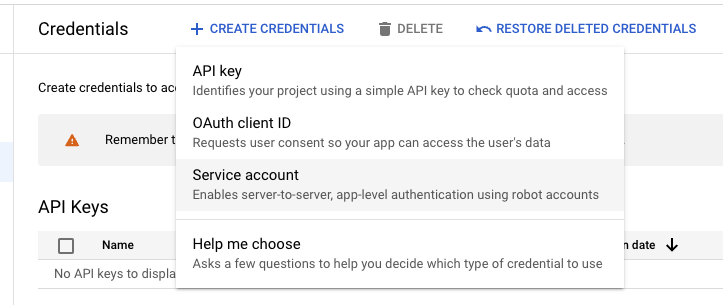 Credentials
CREATE CREDENTIALS
DELETE
RESTORE DELETED CREDENTIALS
API key
Create credentials to acc
Identifies your project using a simple API key to check quota and access
OAuth client ID
Remember t
Requests user consent so your app can access the user's data
Service account
Enables server-to-server, app-level authentication using robot accounts
API Keys
Help me choose
Name
n date
Asks a few questions to help you decide which type of credential to use
No API keys to displa